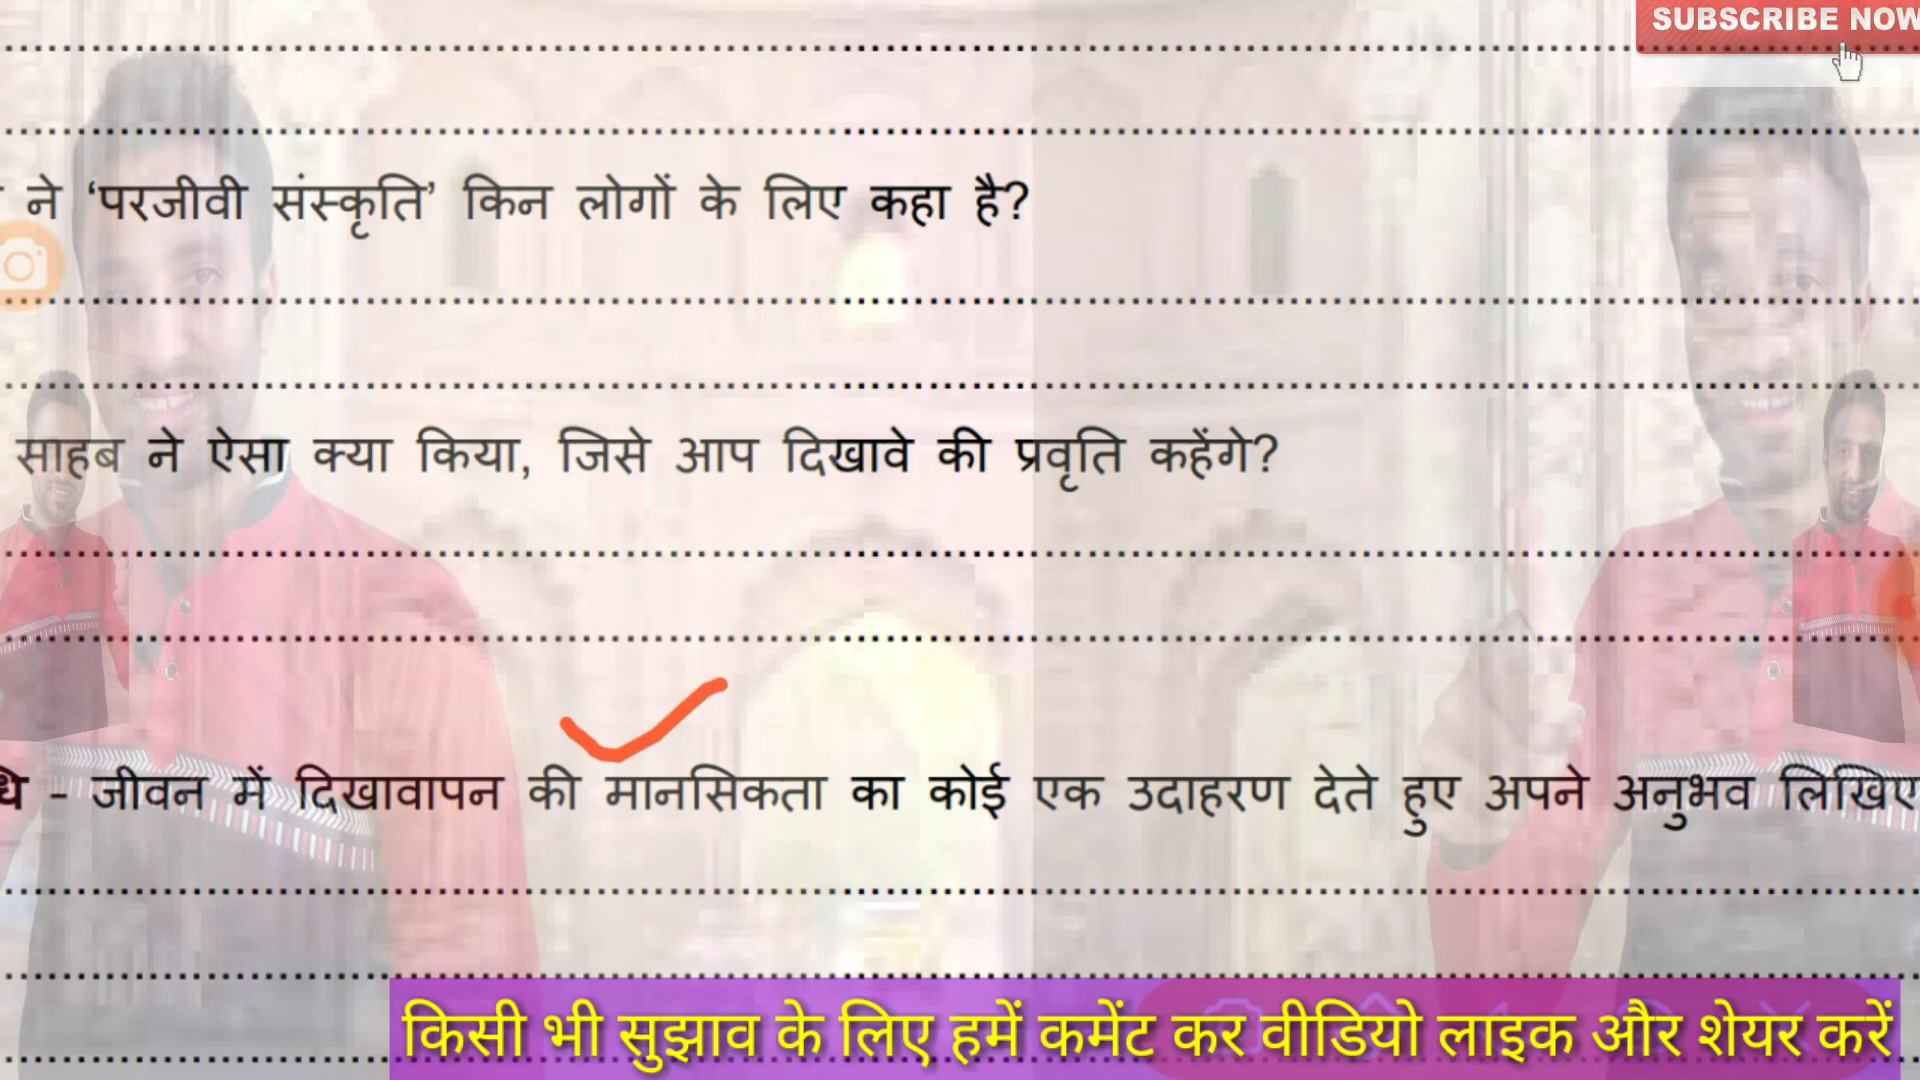 SUBSCRIBE NOW
ने ‘परजीवी संस्कृति’ किन लोगों के लिए कहा है?
साहब ने ऐसा क्या किया, जिसे आप दिखावे की प्रवृति कहेंगे?
धि - जीवन में दिखावापन की मानसिकता का कोई एक उदाहरण देते हुए अपने अनुभव लिखिए
किसी भी सुझाव के लिए हमें कमेंट कर वीडियो लाइक और शेयर करें